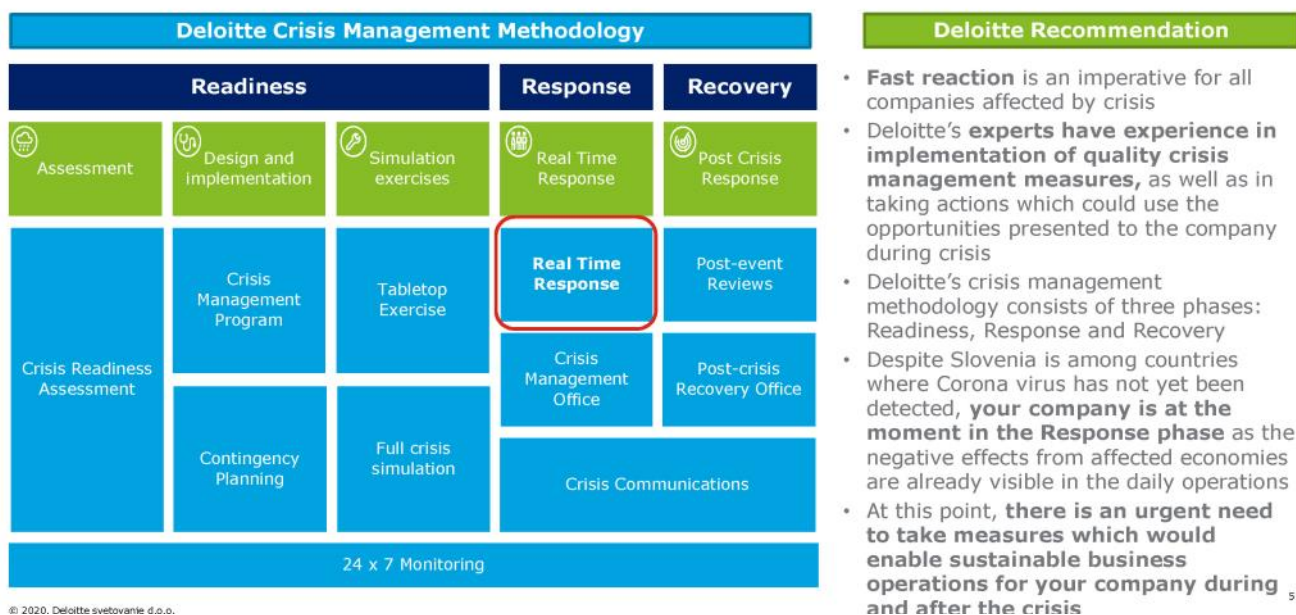 Deloitte Crisis Management Methodology
Readiness
Response
Recovery
Assessment
Design and
implementation
Simulation
exercises
Real Time
Response
Post Crisis
Response
Crisis Readiness
Assessment
Crisis
Management
Program
Contingency
Planning
Tabletop
Exercise
Full crisis
simulation
Real Time
Response
Crisis
Management
Office
Post-event
Reviews
Post-crisis
Recovery Office
Crisis Communications
24 x 7 Monitoring
Deloitte Recommendation
• Fast reaction is an imperative for all
companies affected by crisis
• Deloitte's experts have experience in
implementation of quality crisis
management measures, as well as in
taking actions which could use the
opportunities presented to the company
during crisis
• Deloitte's crisis management
methodology consists of three phases:
Readiness, Response and Recovery
• Despite Slovenia is among countries
where Corona virus has not yet been
detected, your company is at the
moment in the Response phase as the
negative effects from affected economies
are already visible in the daily operations
• At this point, there is an urgent need
to take measures which would
enable sustainable business
operations for your company during
and after the crisis
© 2020. Deloitte svetovanje d.o.o.
5